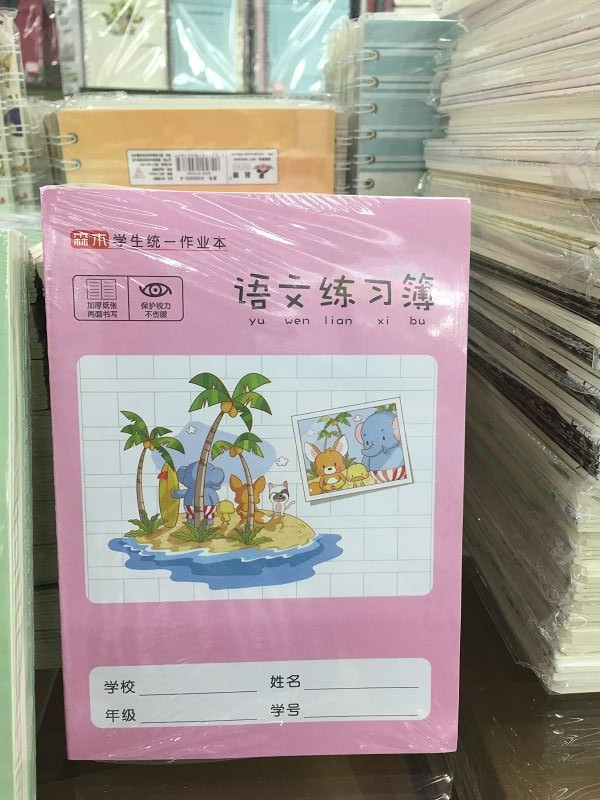 森本 学生统一作业本
加厚纸张
两面书写
保护视力
不伤眼
语文练习簿
yu wen lian xi bu
学校
姓名
年级
学号